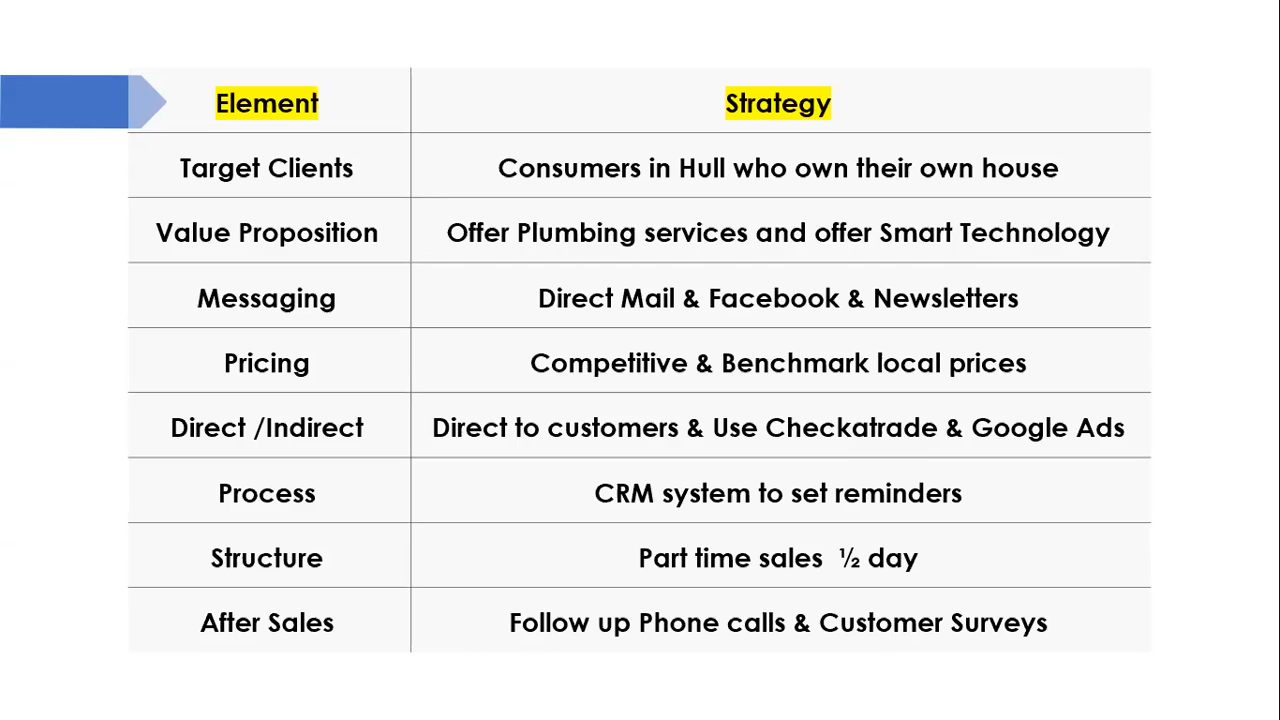 Element Strategy
Target Clients Consumers in Hull who own their own house
Value Proposition Offer Plumbing services and offer Smart Technology
Messaging Direct Mail & Facebook & Newsletters
Pricing Competitive & Benchmark local prices
Direct /Indirect Direct to customers & Use Checkatrade & Google Ads
Process CRM system to set reminders
Structure Part time sales ½ day
After Sales Follow up Phone calls & Customer Surveys